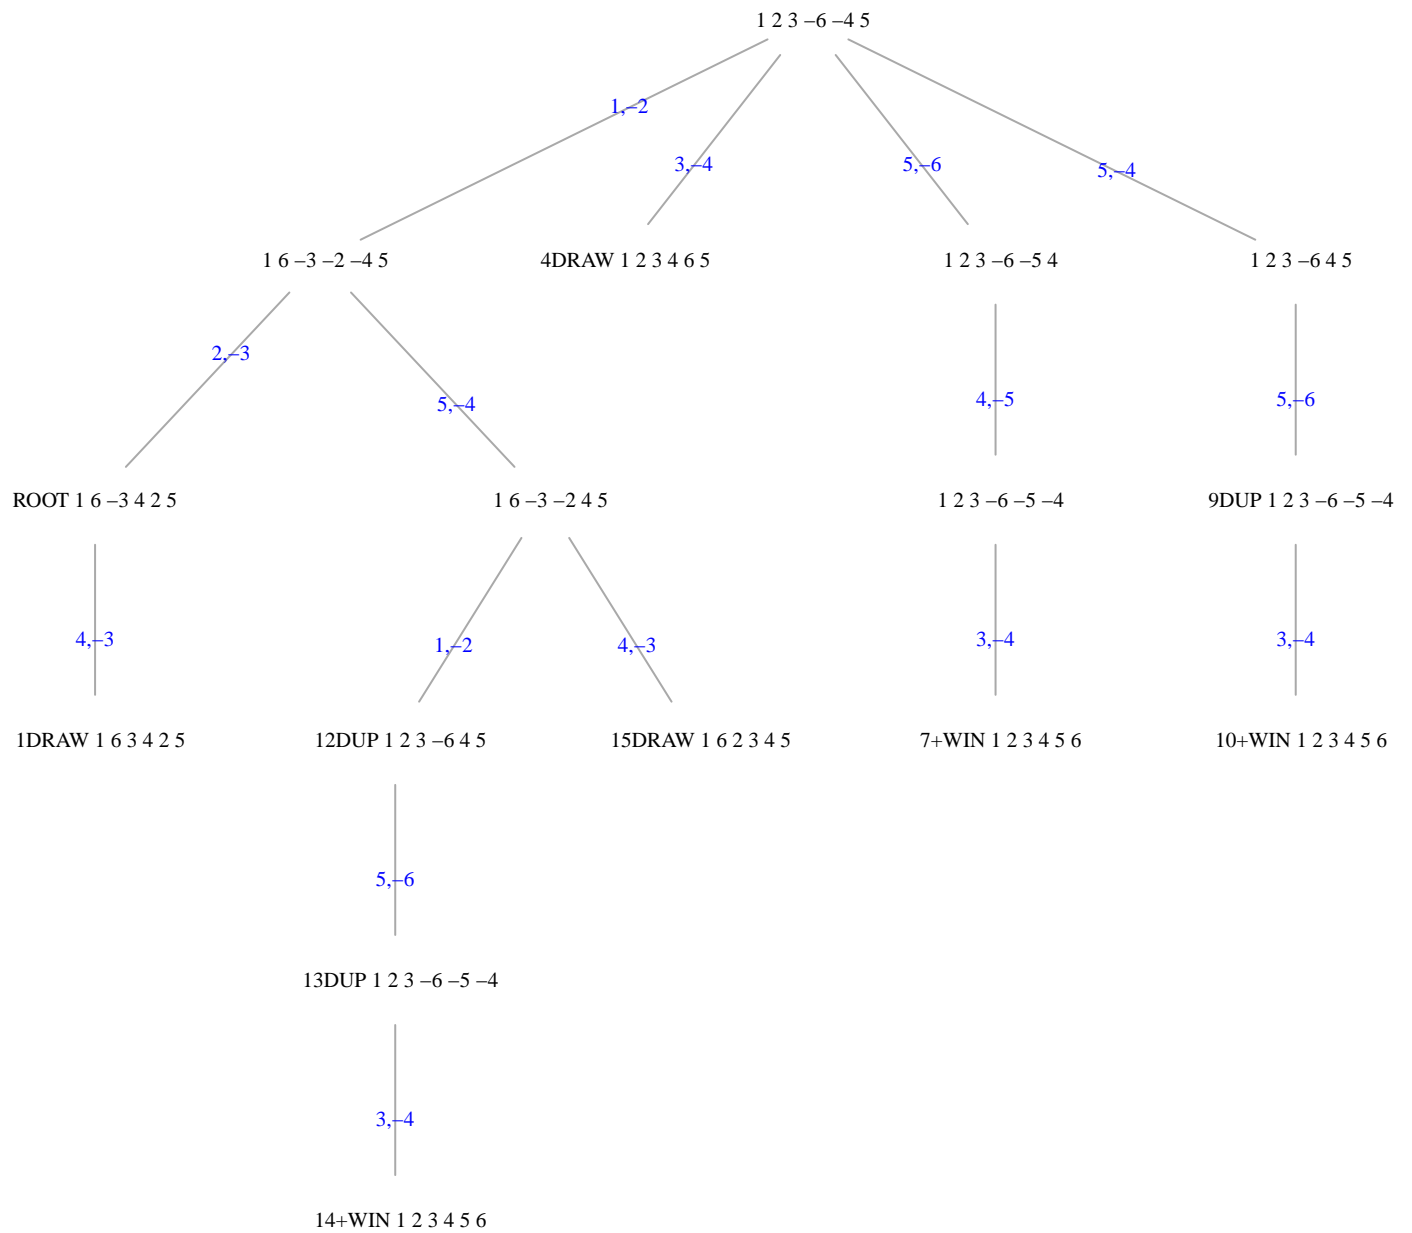 1 2 3 –6 –4 5
1,–2
3,–4
5,–6
5,–4
1 6 –3 –2 –4 5
4DRAW 1 2 3 4 6 5
1 2 3 –6 –5 4
1 2 3 –6 4 5
2,–3
5,–4
4,–5
5,–6
ROOT 1 6 –3 4 2 5
1 6 –3 –2 4 5
1 2 3 –6 –5 –4
9DUP 1 2 3 –6 –5 –4
4,–3
1,–2
4,–3
3,–4
3,–4
1DRAW 1 6 3 4 2 5
12DUP 1 2 3 –6 4 5
15DRAW 1 6 2 3 4 5
7+WIN 1 2 3 4 5 6
10+WIN 1 2 3 4 5 6
5,–6
13DUP 1 2 3 –6 –5 –4
3,–4
14+WIN 1 2 3 4 5 6